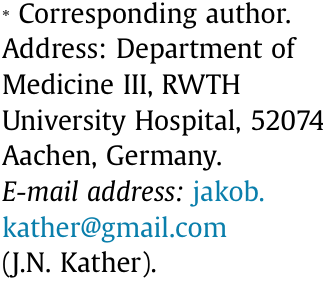 * Corresponding author.
Address: Department of
Medicine III, RWTH
University Hospital, 52074
Aachen, Germany.
E-mail address: jakob.
kather@gmail.com
(J.N. Kather).